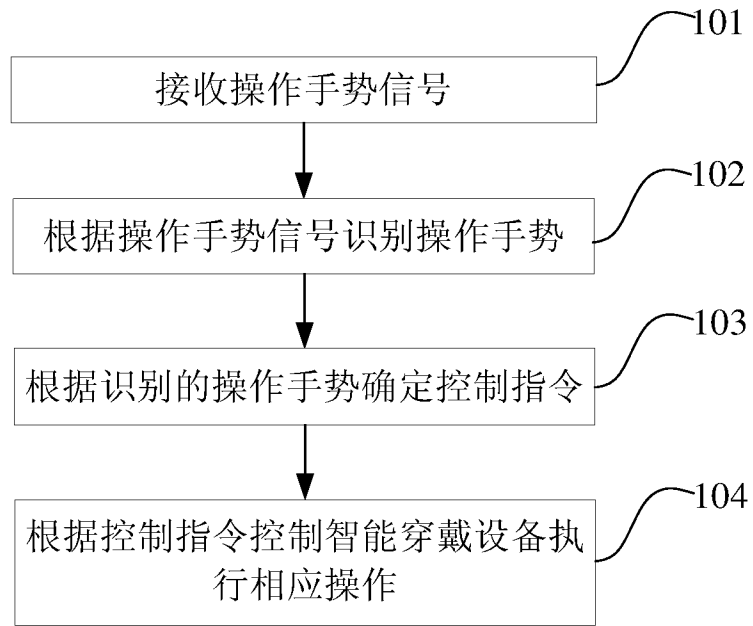 101
接收操作手势信号
102
根据操作手势信号识别操作手势
103
根据识别的操作手势确定控制指令
104
根据控制指令控制智能穿戴设备执
行相应操作